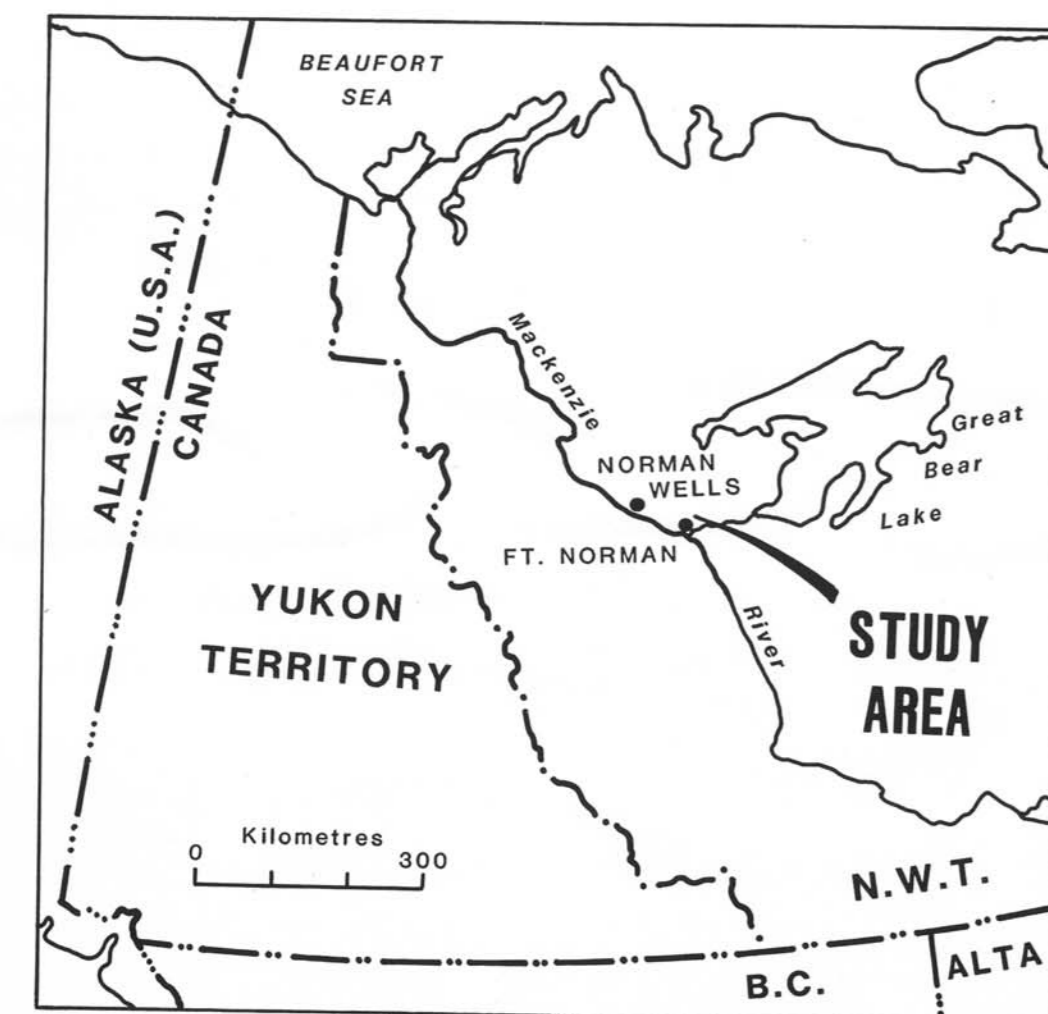 BEAUFORT
SEA
ALASKA (U.S.A.)
CANADA
Mackenzie
NORMAN
WELLS
Great
Bear
Lake
FT. NORMAN
YUKON
TERRITORY
River
STUDY
AREA
Kilometres
0 300
N.W.T.
B.C.
ALTA